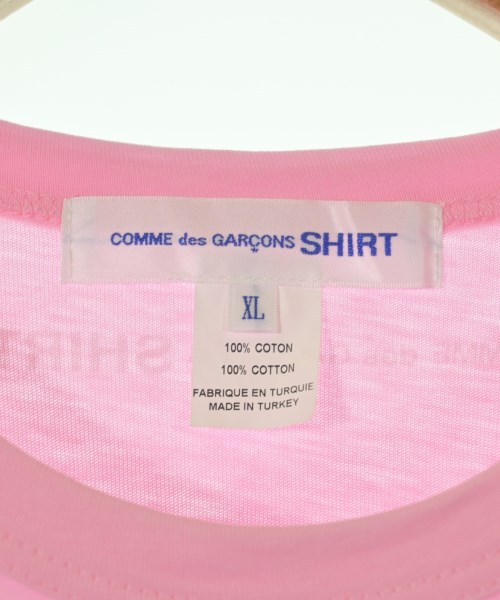 COMME des GARÇONS SHIRT
XL
100% COTON
100% COTTON
FABRIQUE EN TURQUIE
MADE IN TURKEY